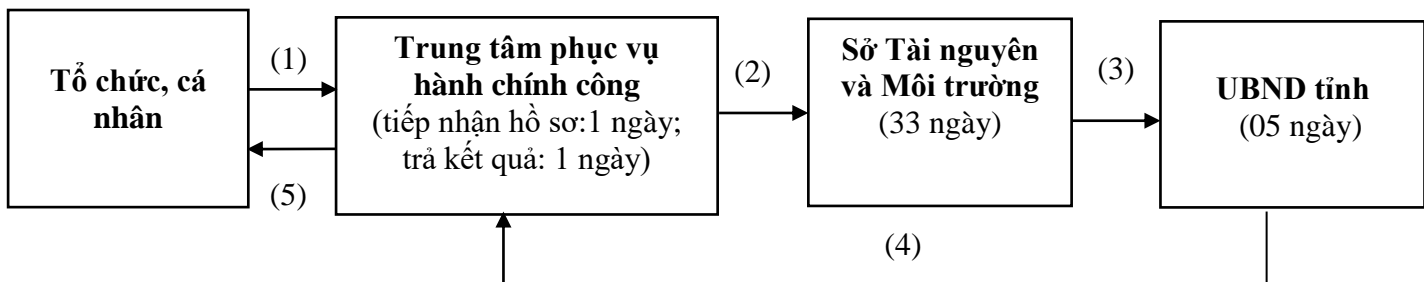 Tổ chức, cá
nhân
(1)
(5)
Trung tâm phục vụ
hành chính công
(tiếp nhận hồ sơ:1 ngày;
trả kết quả: 1 ngày)
(2)
Sở Tài nguyên
và Môi trường
(33 ngày)
(3)
UBND tỉnh
(05 ngày)
(4)